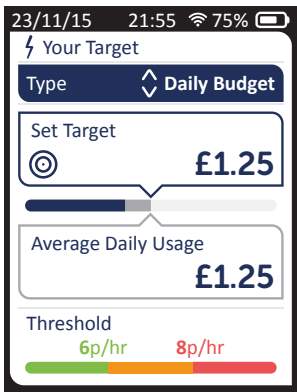 23/11/15 21:55 75%
Your Target
Type Daily Budget
Set Target
£1.25
Average Daily Usage
£1.25
Threshold
6p/hr 8p/hr